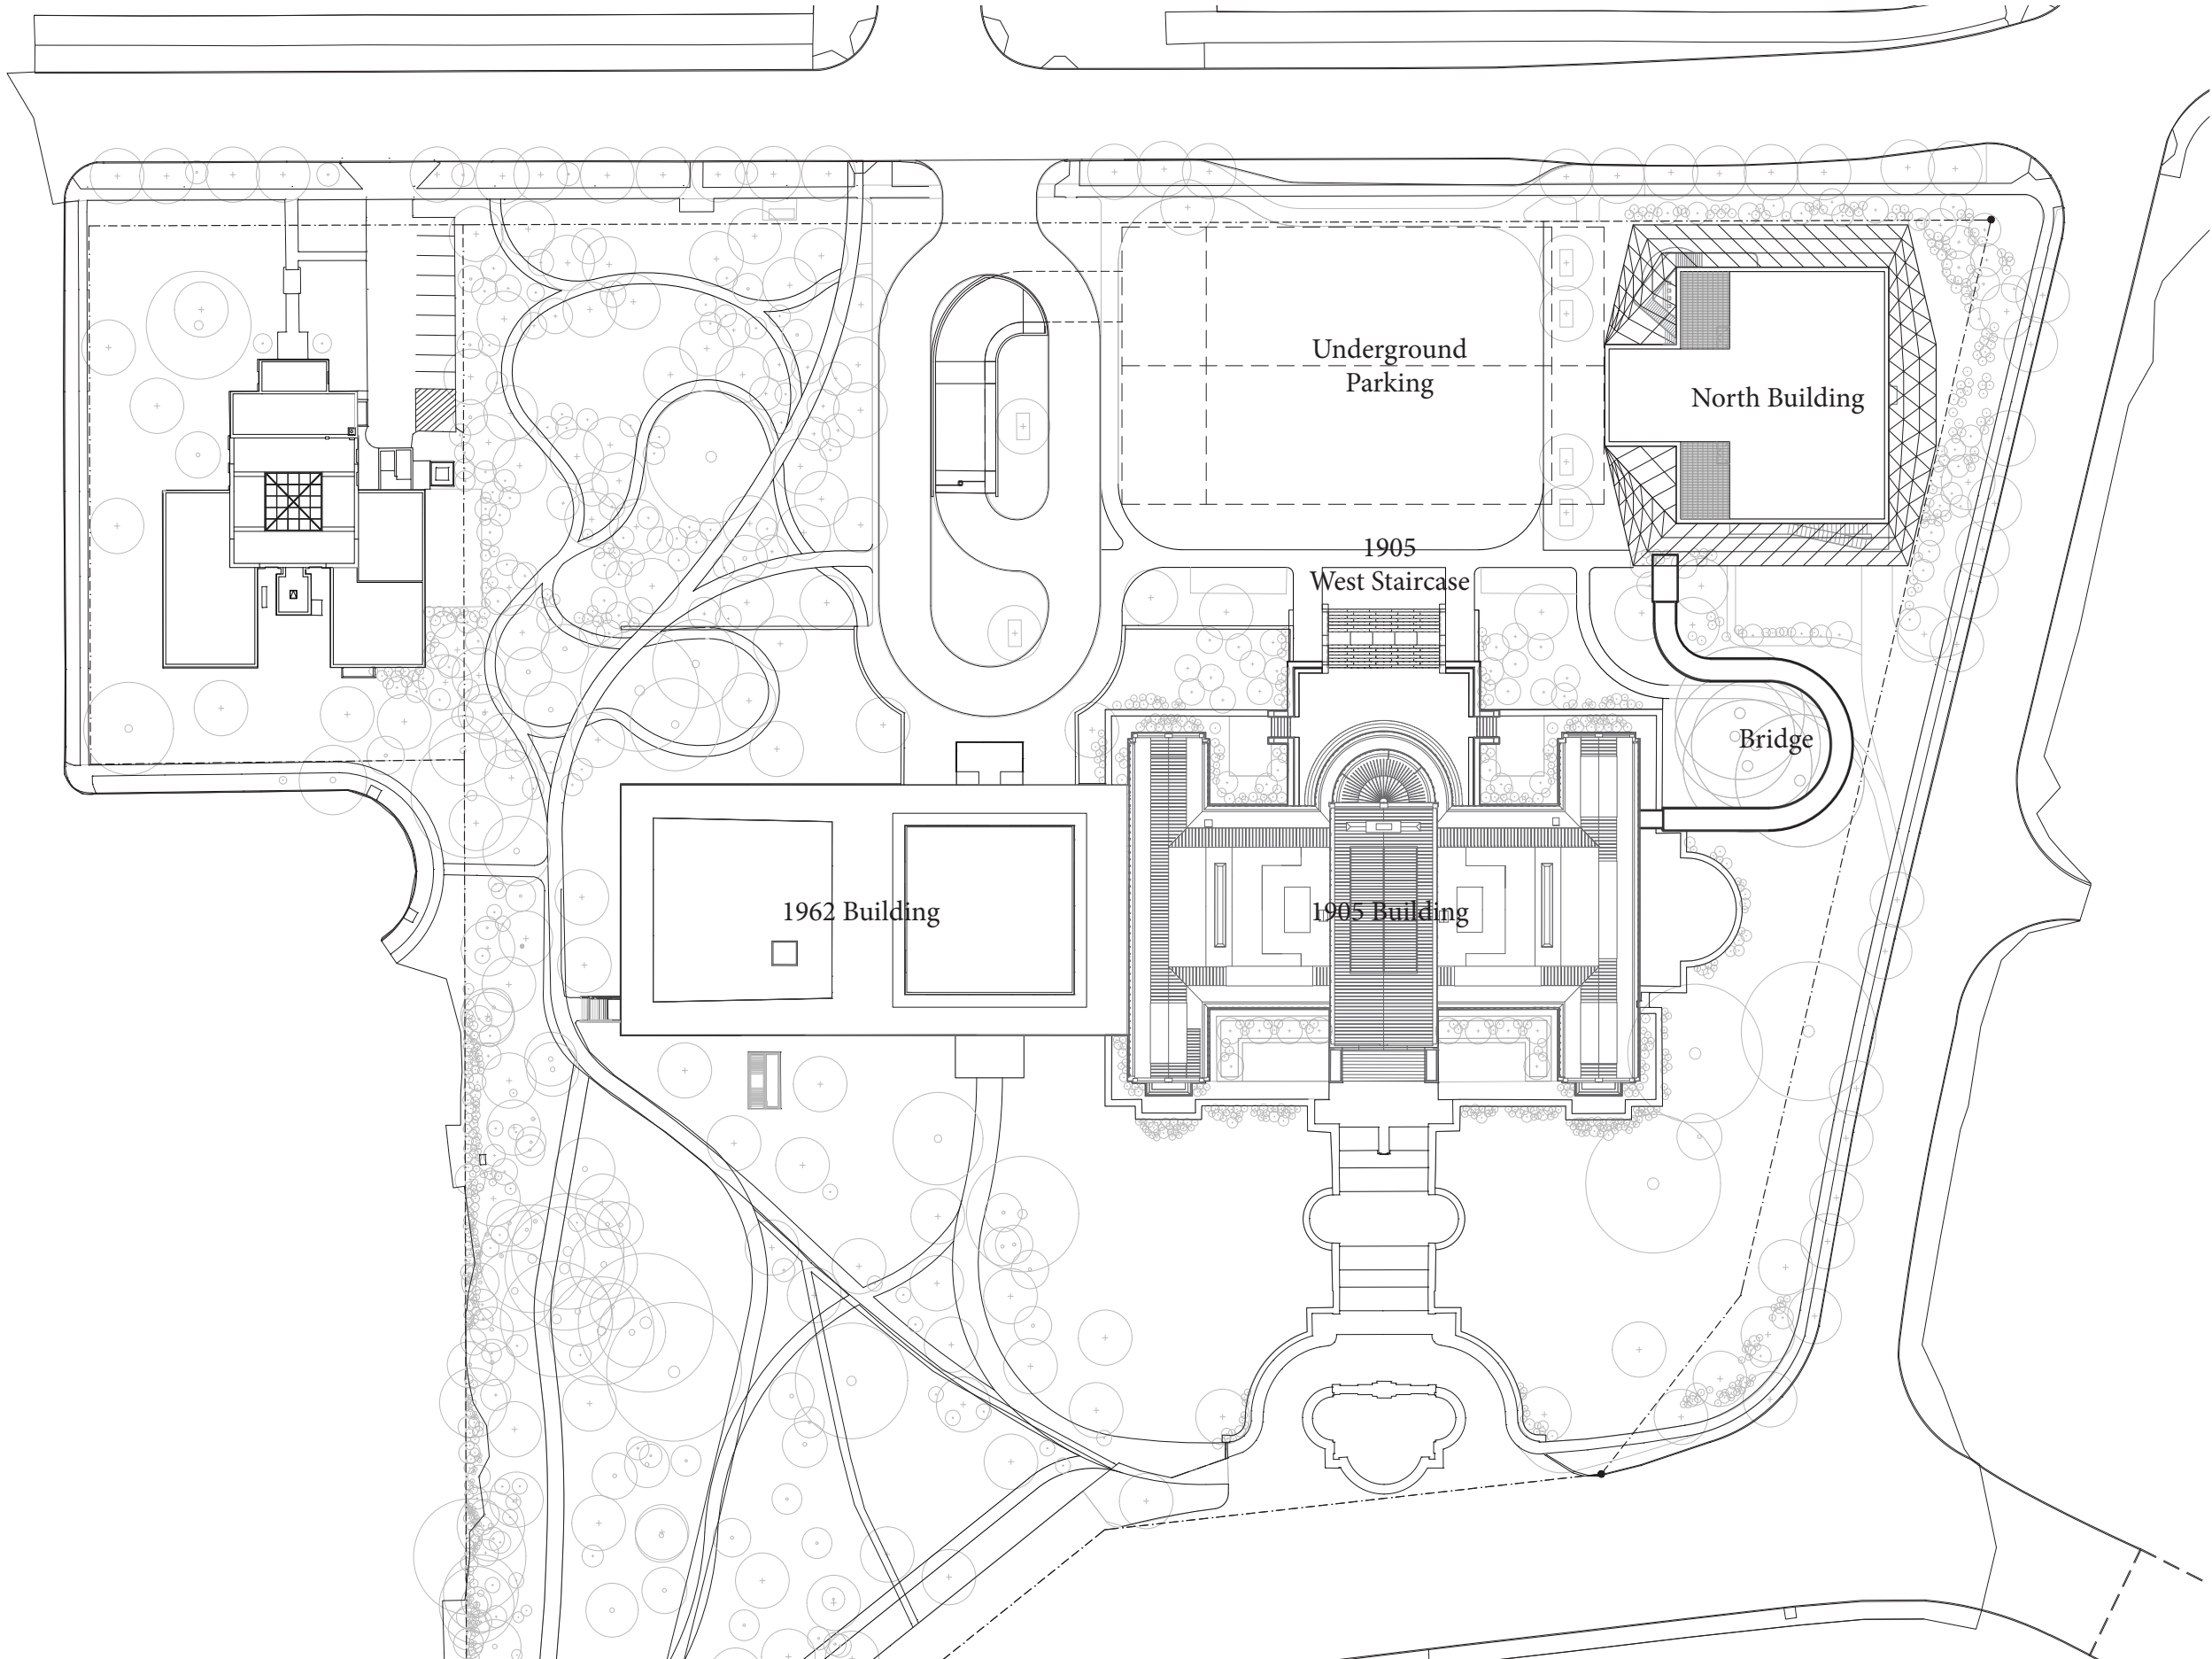 Underground
Parking
North Building
1905
West Staircase
Bridge
1962 Building
1905 Building